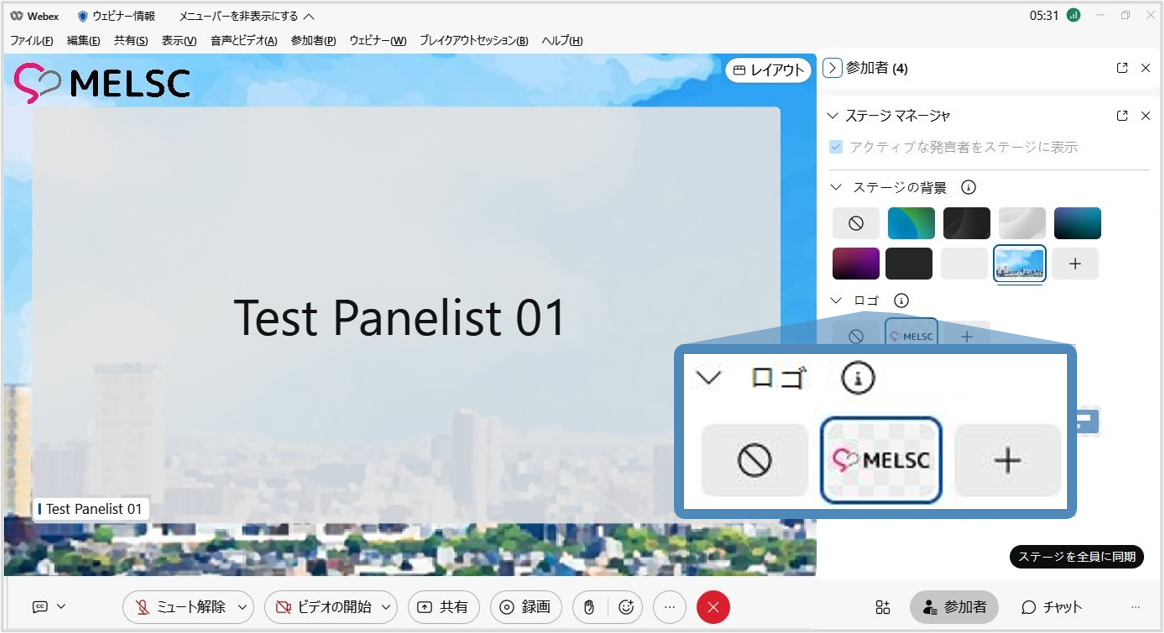 Webex ウェビナー情報 メニューバーを非表示にする 05:31
ファイル(F) 編集(E) 共有(S) 表示(V) 音声とビデオ(A) 参加者(P) ウェビナー(W) ブレイクアウトセッション(B) ヘルプ(H)
MELSC
レイアウト
Test Panelist 01
Test Panelist 01
参加者 (4)
ステージ マネージャ
アクティブな発言者をステージに表示
ステージの背景
ロゴ
MELSC
ロゴ
MELSC
ステージを全員に同期
CC ミュート解除 ビデオの開始 共有 録画 参加者 チャット